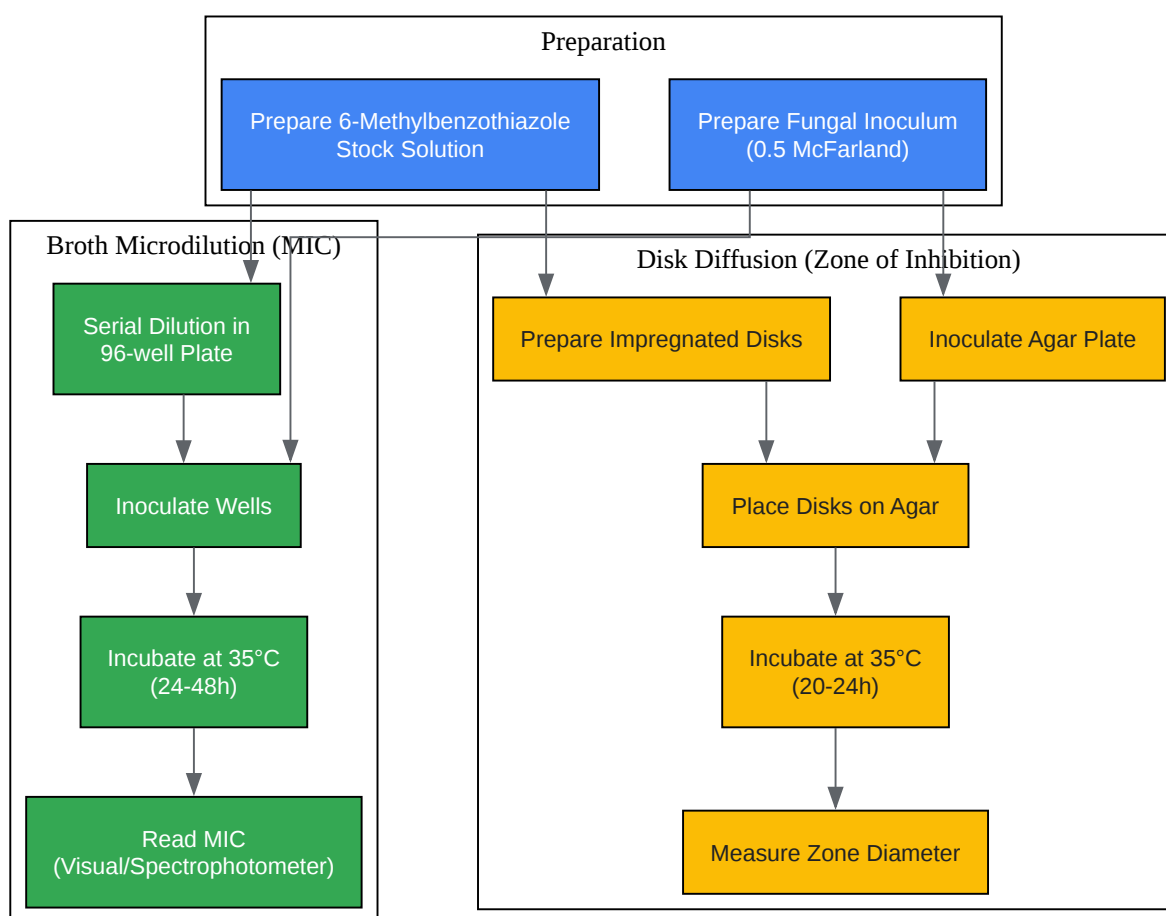 Preparation
Prepare 6-Methylbenzothiazole
Stock Solution
Prepare Fungal Inoculum
(0.5 McFarland)
Broth Microdilution (MIC)
Serial Dilution in
96-well Plate
Inoculate Wells
Incubate at 35°C
(24-48h)
Read MIC
(Visual/Spectrophotometer)
Disk Diffusion (Zone of Inhibition)
Prepare Impregnated Disks
Inoculate Agar Plate
Place Disks on Agar
Incubate at 35°C
(20-24h)
Measure Zone Diameter